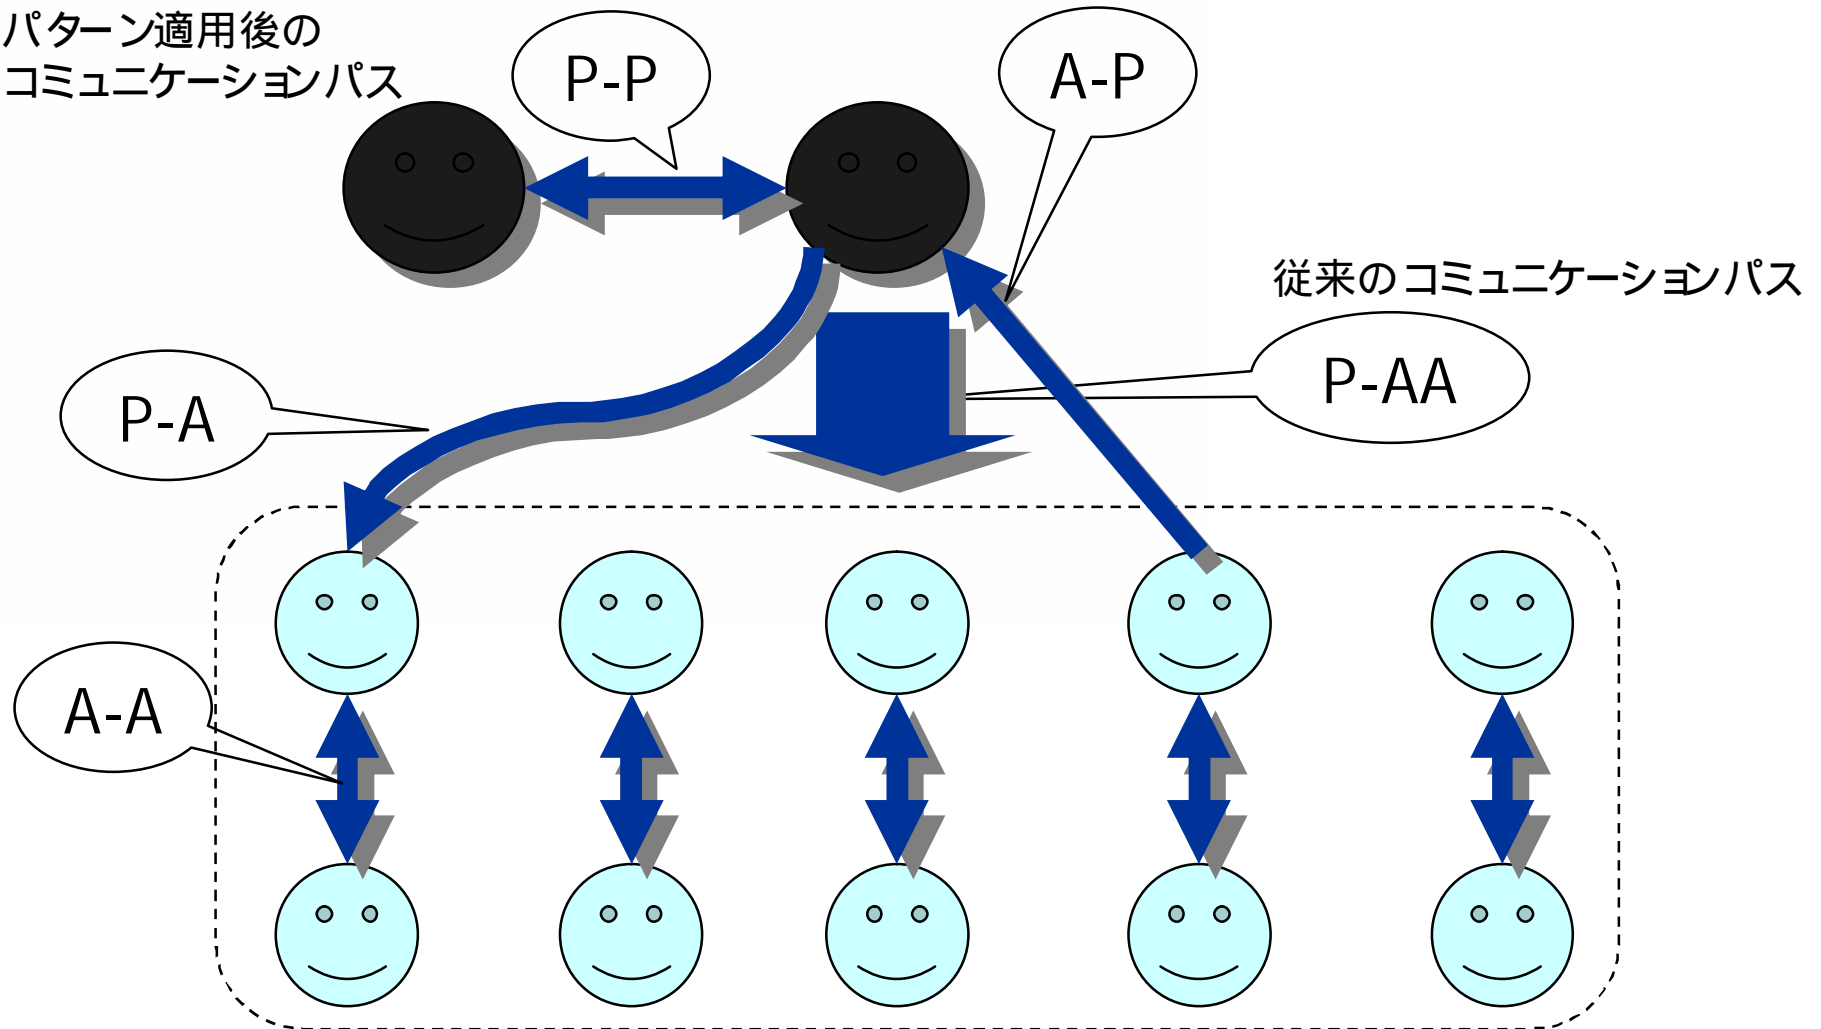 パターン適用後の
コミュニケーションパス
P-P
A-P
従来のコミュニケーションパス
P-AA
P-A
A-A